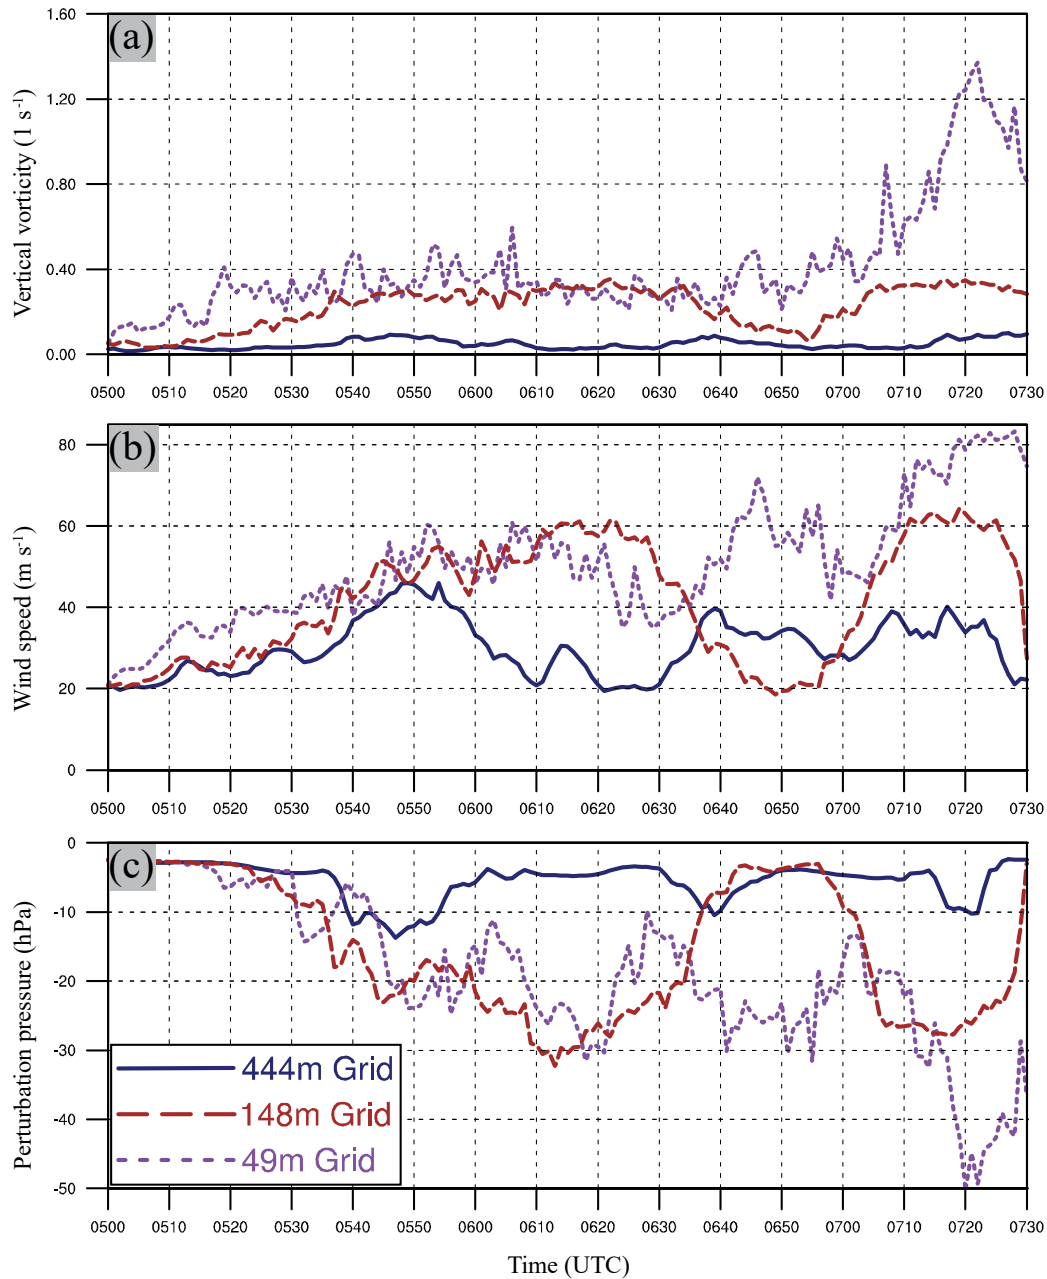 (a)
Vertical vorticity (1 s⁻¹)
1.60
1.20
0.80
0.40
0.00
0500 0510 0520 0530 0540 0550 0600 0610 0620 0630 0640 0650 0700 0710 0720 0730
(b)
Wind speed (m s⁻¹)
80
60
40
20
0
0500 0510 0520 0530 0540 0550 0600 0610 0620 0630 0640 0650 0700 0710 0720 0730
(c)
Perturbation pressure (hPa)
0
-10
-20
-30
-40
-50
444m Grid
148m Grid
49m Grid
0500 0510 0520 0530 0540 0550 0600 0610 0620 0630 0640 0650 0700 0710 0720 0730
Time (UTC)